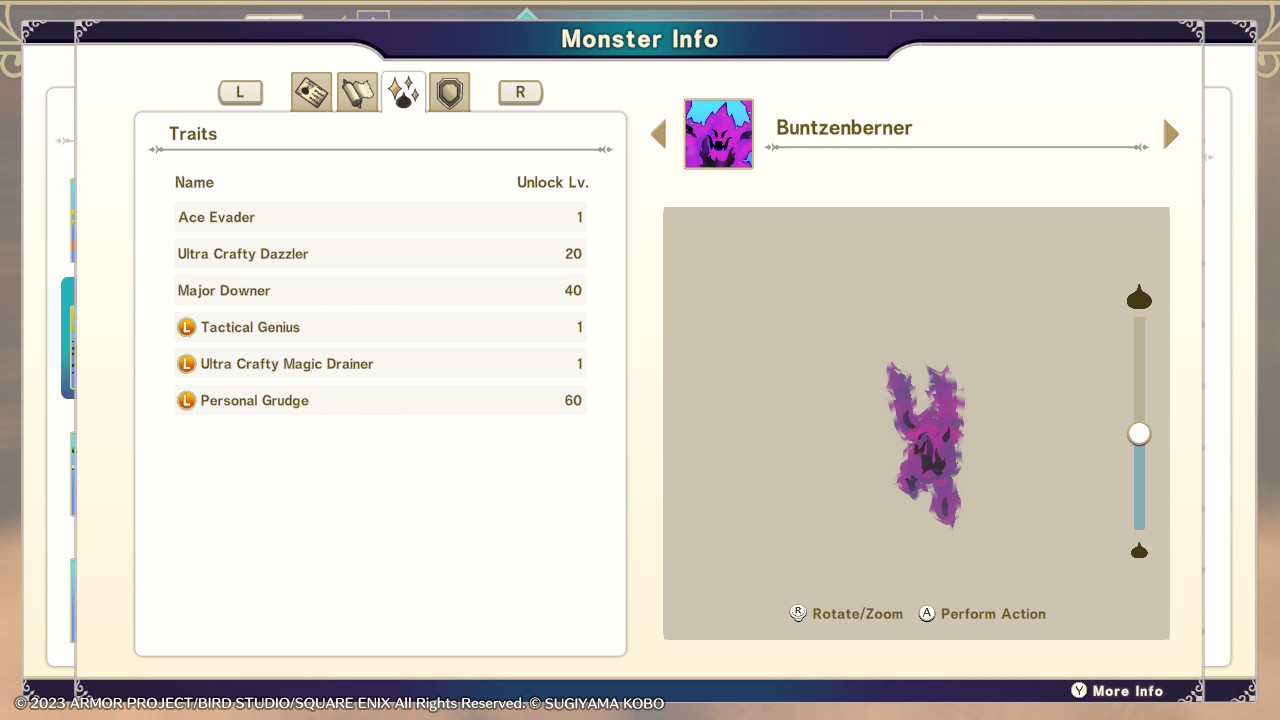 Monster Info
L
R
Traits
Name Unlock Lv.
Ace Evader 1
Ultra Crafty Dazzler 20
Major Downer 40
L Tactical Genius 1
L Ultra Crafty Magic Drainer 1
L Personal Grudge 60
Buntzenberner
R Rotate/Zoom A Perform Action
Y More Info
© 2023 ARMOR PROJECT/BIRD STUDIO/SQUARE ENIX All Rights Reserved. © SUGIYAMA KOBO